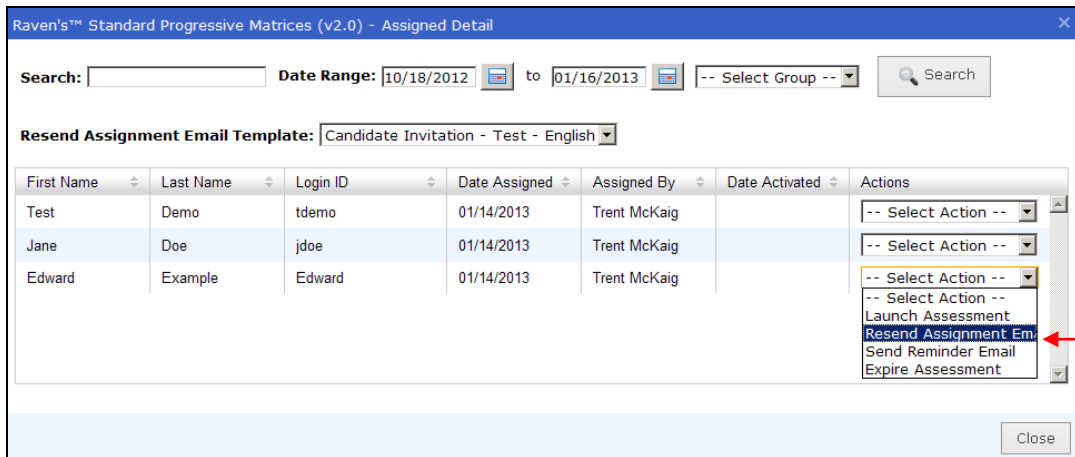 Raven's™ Standard Progressive Matrices (v2.0) - Assigned Detail ×
Search: Date Range: 10/18/2012 to 01/16/2013 -- Select Group -- Search
Resend Assignment Email Template: Candidate Invitation - Test - English
First Name Last Name Login ID Date Assigned Assigned By Date Activated Actions
Test Demo tdemo 01/14/2013 Trent McKaig -- Select Action --
Jane Doe jdoe 01/14/2013 Trent McKaig -- Select Action --
Edward Example Edward 01/14/2013 Trent McKaig -- Select Action --
-- Select Action --
Launch Assessment
Resend Assignment Ema
Send Reminder Email
Expire Assessment
Close